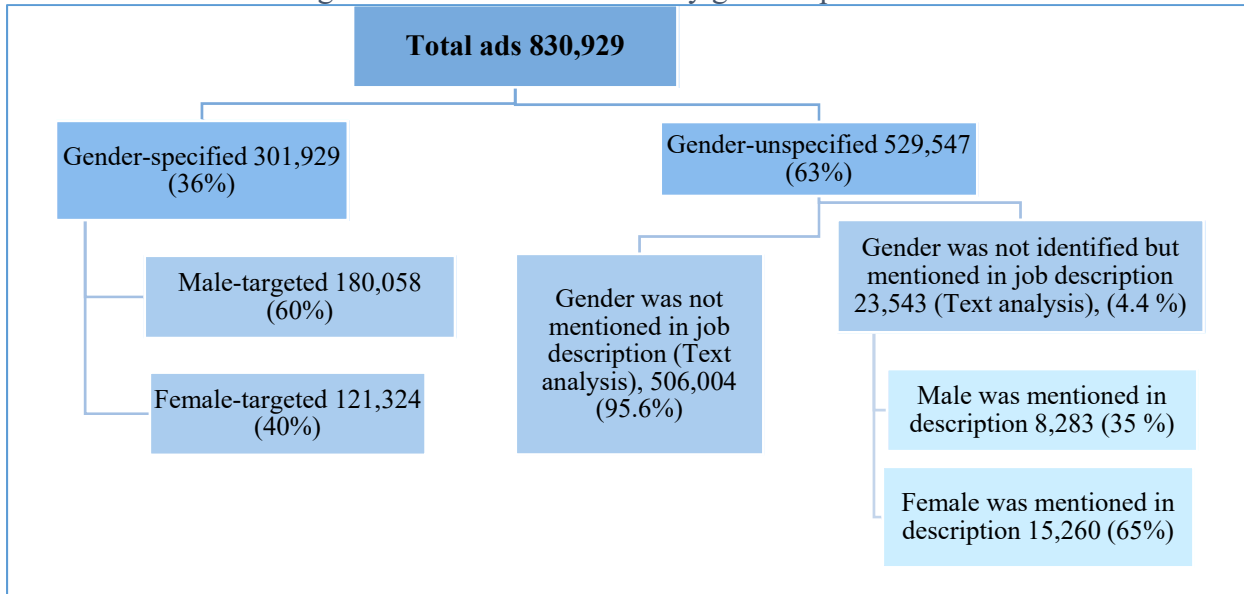 Total ads 830,929
Gender-specified 301,929
(36%)
Gender-unspecified 529,547
(63%)
Male-targeted 180,058
(60%)
Female-targeted 121,324
(40%)
Gender was not
mentioned in job
description (Text
analysis), 506,004
(95.6%)
Gender was not identified but
mentioned in job description
23,543 (Text analysis), (4.4 %)
Male was mentioned in
description 8,283 (35 %)
Female was mentioned in
description 15,260 (65%)